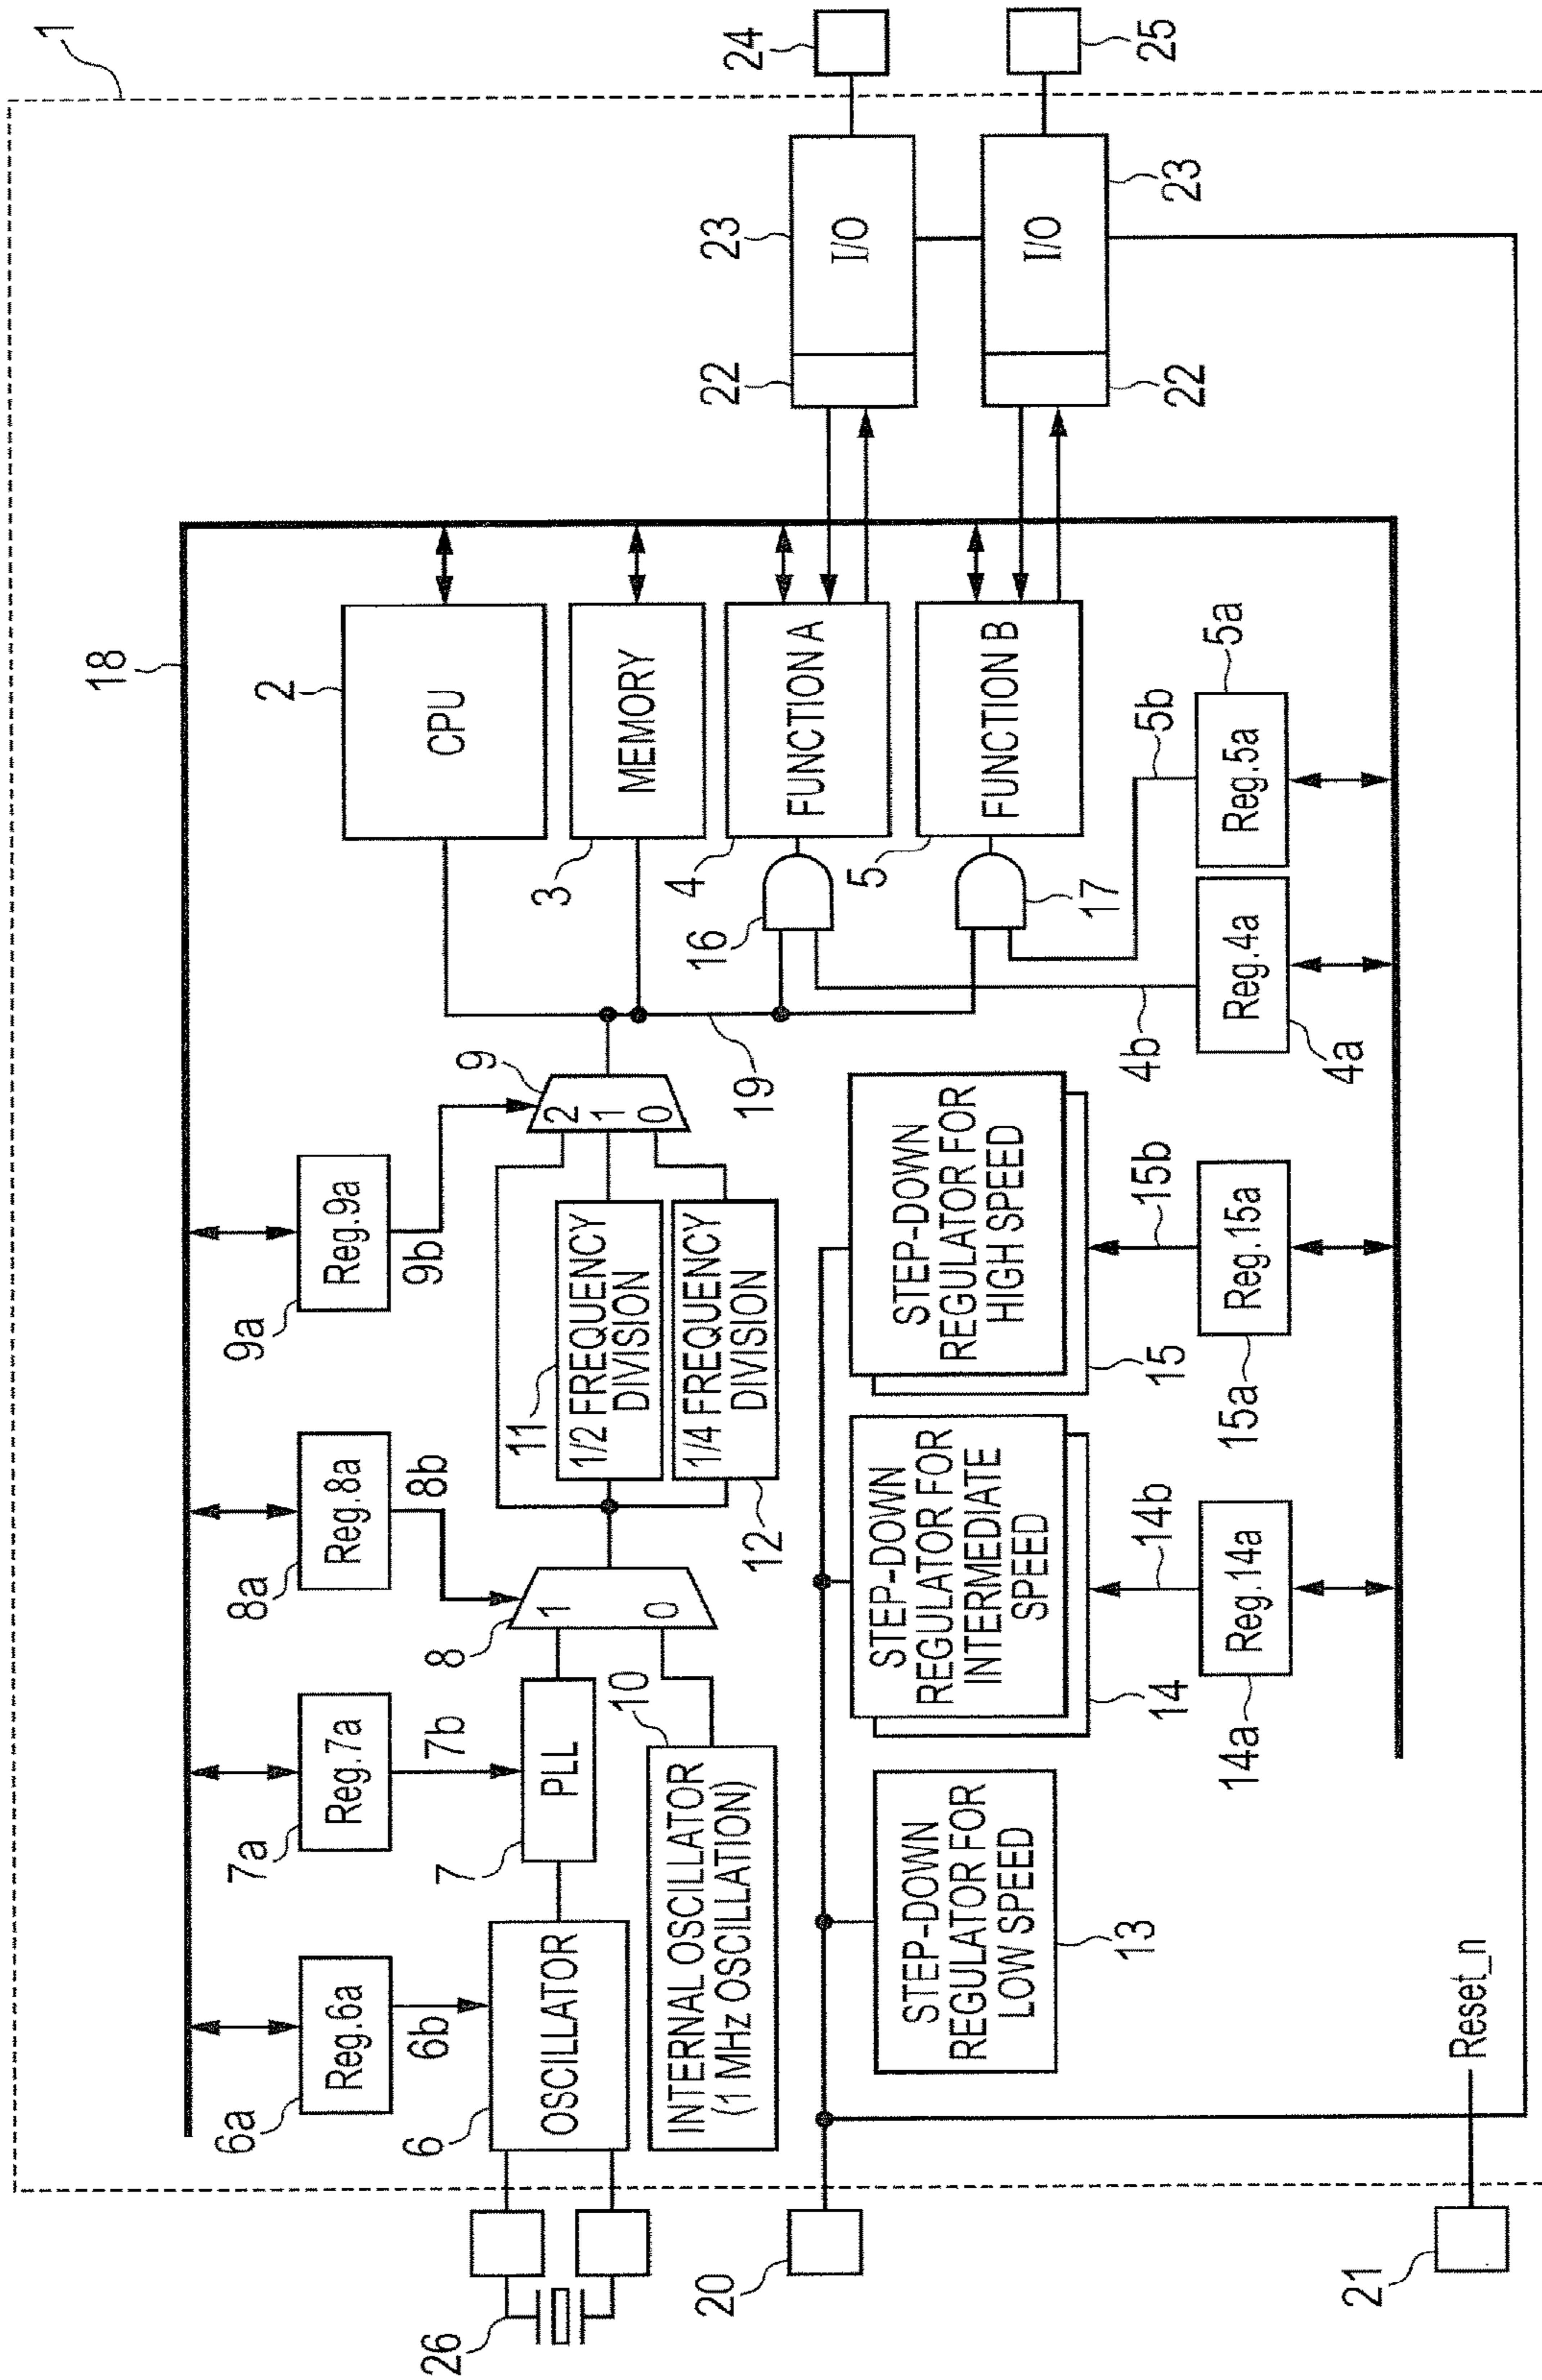 1
18
6a
Reg.6a
6b
7a
Reg.7a
7b
8a
Reg.8a
8b
9a
Reg.9a
9b
26
6
OSCILLATOR
7
PLL
10
INTERNAL OSCILLATOR
(1 MHz OSCILLATION)
8
1
0
11
1/2 FREQUENCY
DIVISION
12
1/4 FREQUENCY
DIVISION
9
2
1
0
19
2
CPU
3
MEMORY
4
FUNCTION A
16
5
FUNCTION B
17
22
23
I/O
24
22
23
I/O
25
20
STEP-DOWN
REGULATOR FOR
LOW SPEED
13
STEP-DOWN
REGULATOR FOR
INTERMEDIATE
SPEED
14
STEP-DOWN
REGULATOR FOR
HIGH SPEED
15
14b
14a
Reg.14a
15b
15a
Reg.15a
4b
4a
Reg.4a
5b
5a
Reg.5a
21
Reset_n